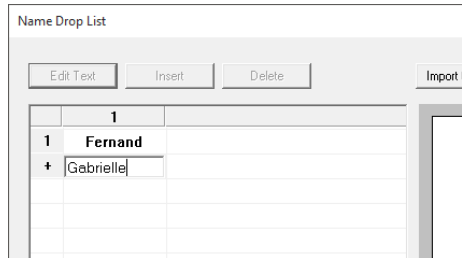 Name Drop List
Edit Text Insert Delete Import
1
1 Fernand
+ Gabrielle